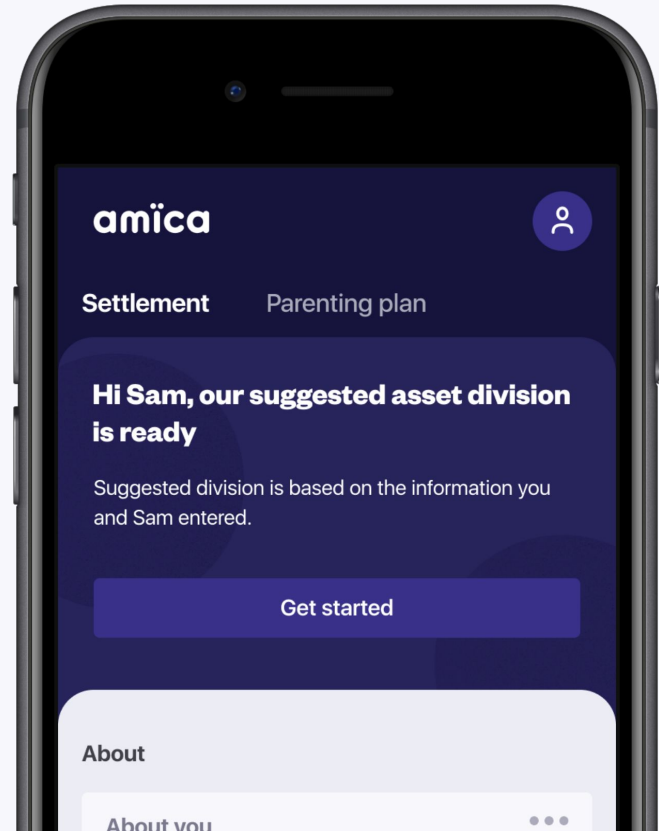 amïca
Settlement Parenting plan
Hi Sam, our suggested asset division
is ready
Suggested division is based on the information you
and Sam entered.
Get started
About
About you